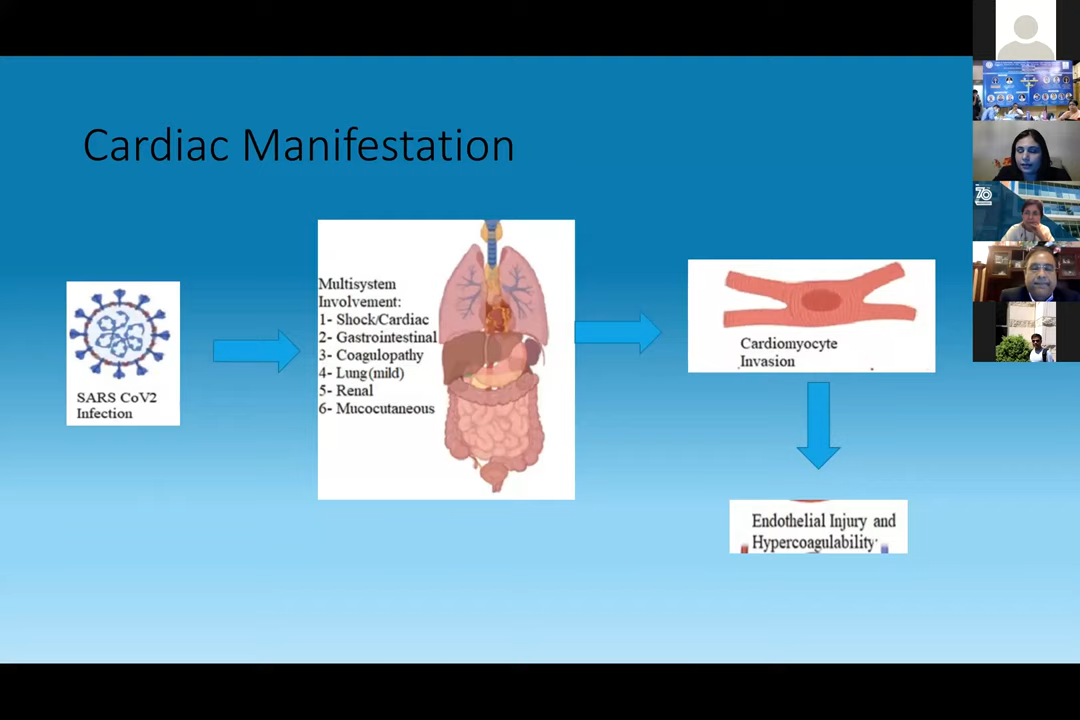 Cardiac Manifestation
SARS CoV2
Infection
Multisystem
Involvement:
1- Shock/Cardiac
2- Gastrointestinal
3- Coagulopathy
4- Lung(mild)
5- Renal
6- Mucocutaneous
Cardiomyocyte
Invasion
Endothelial Injury and
Hypercoagulability
70